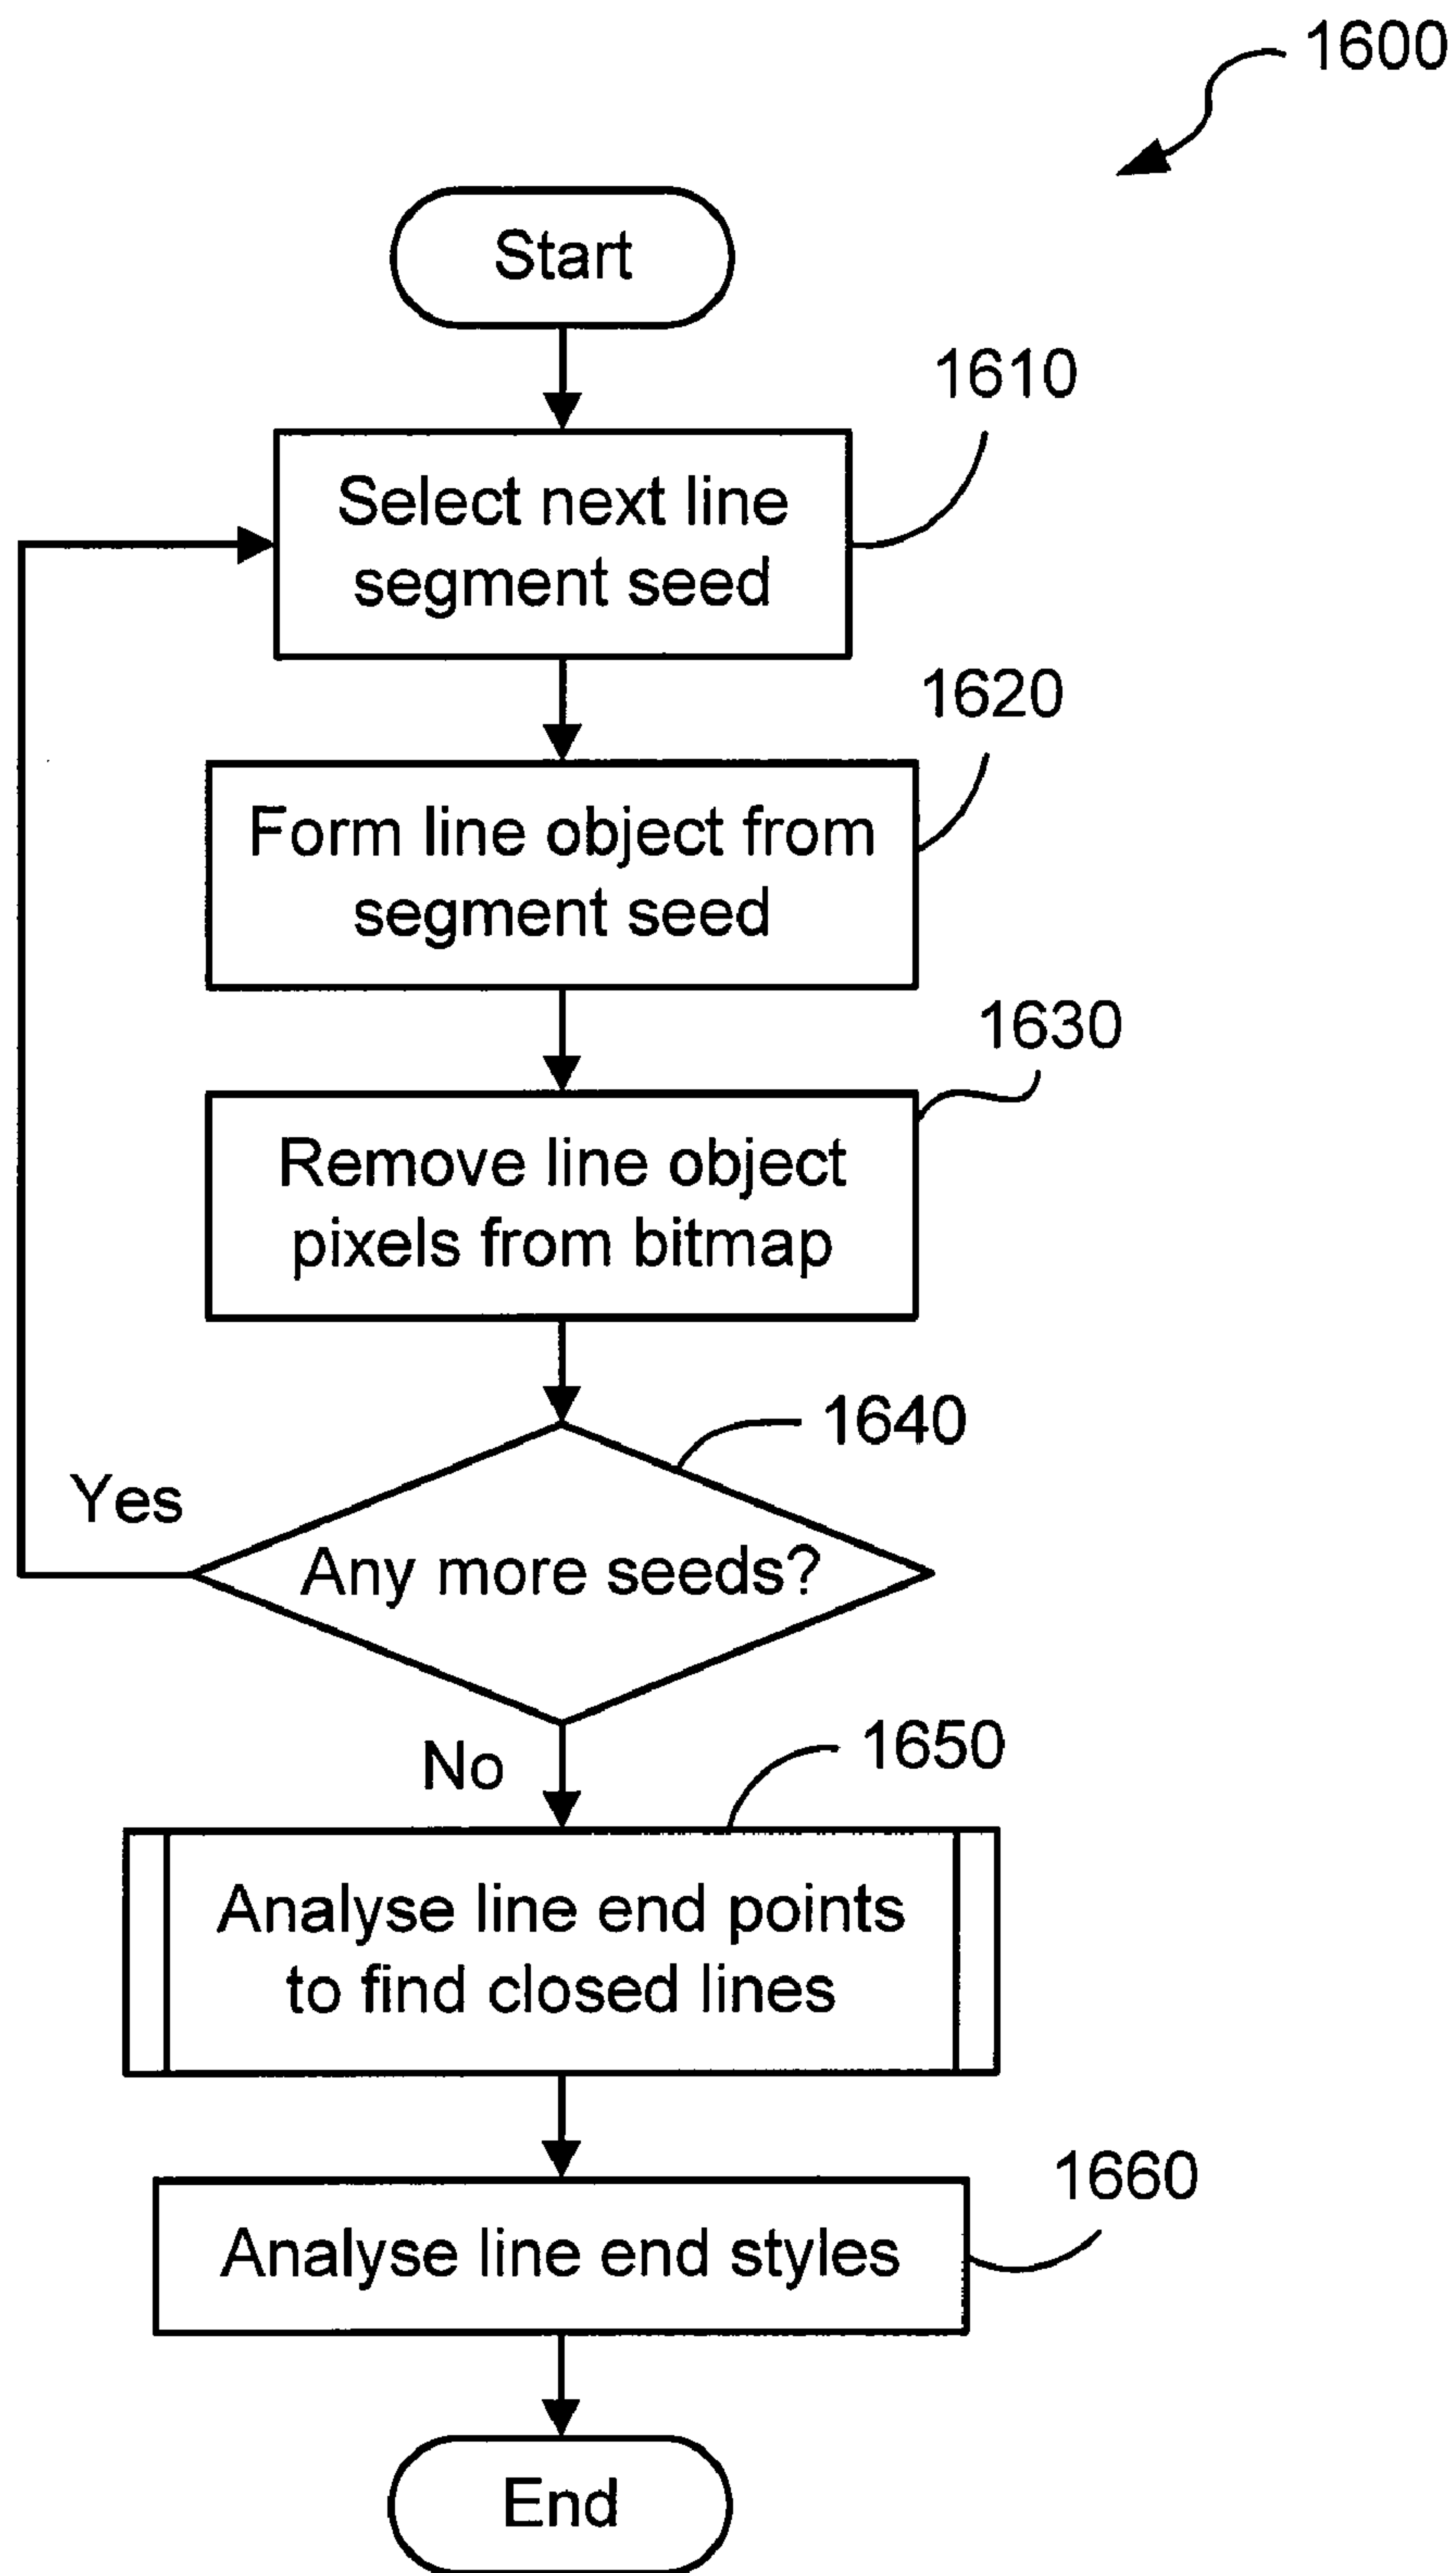 1600
Start
1610
Select next line
segment seed
1620
Form line object from
segment seed
1630
Remove line object
pixels from bitmap
1640
Yes
Any more seeds?
No
1650
Analyse line end points
to find closed lines
1660
Analyse line end styles
End